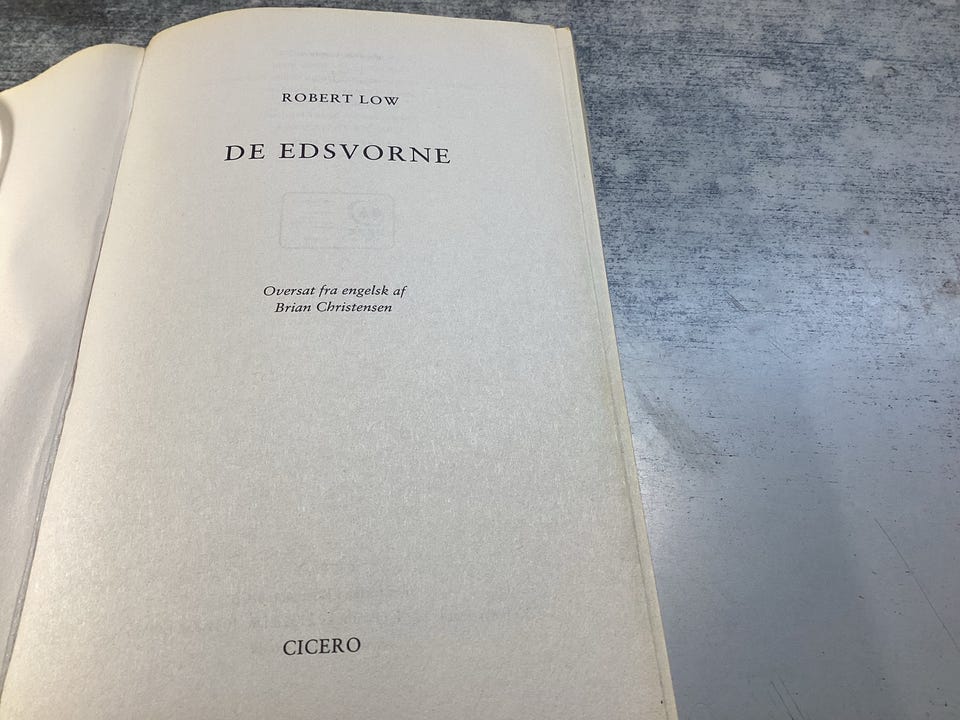 ROBERT LOW
DE EDSVORNE
Oversat fra engelsk af
Brian Christensen
CICERO